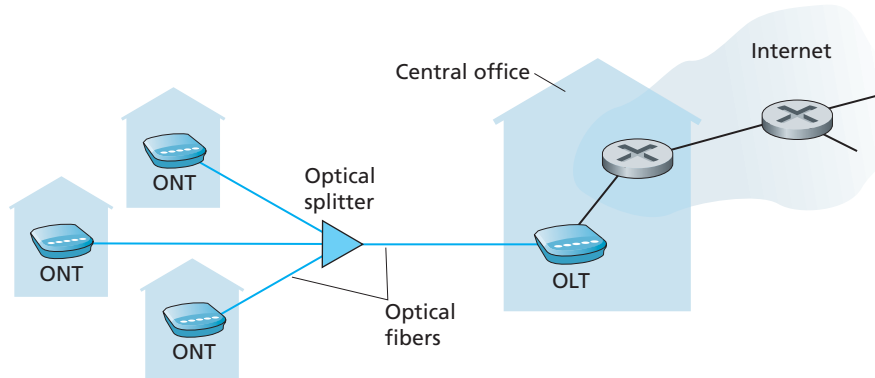 Internet
Central office
ONT
Optical
splitter
ONT
OLT
Optical
fibers
ONT